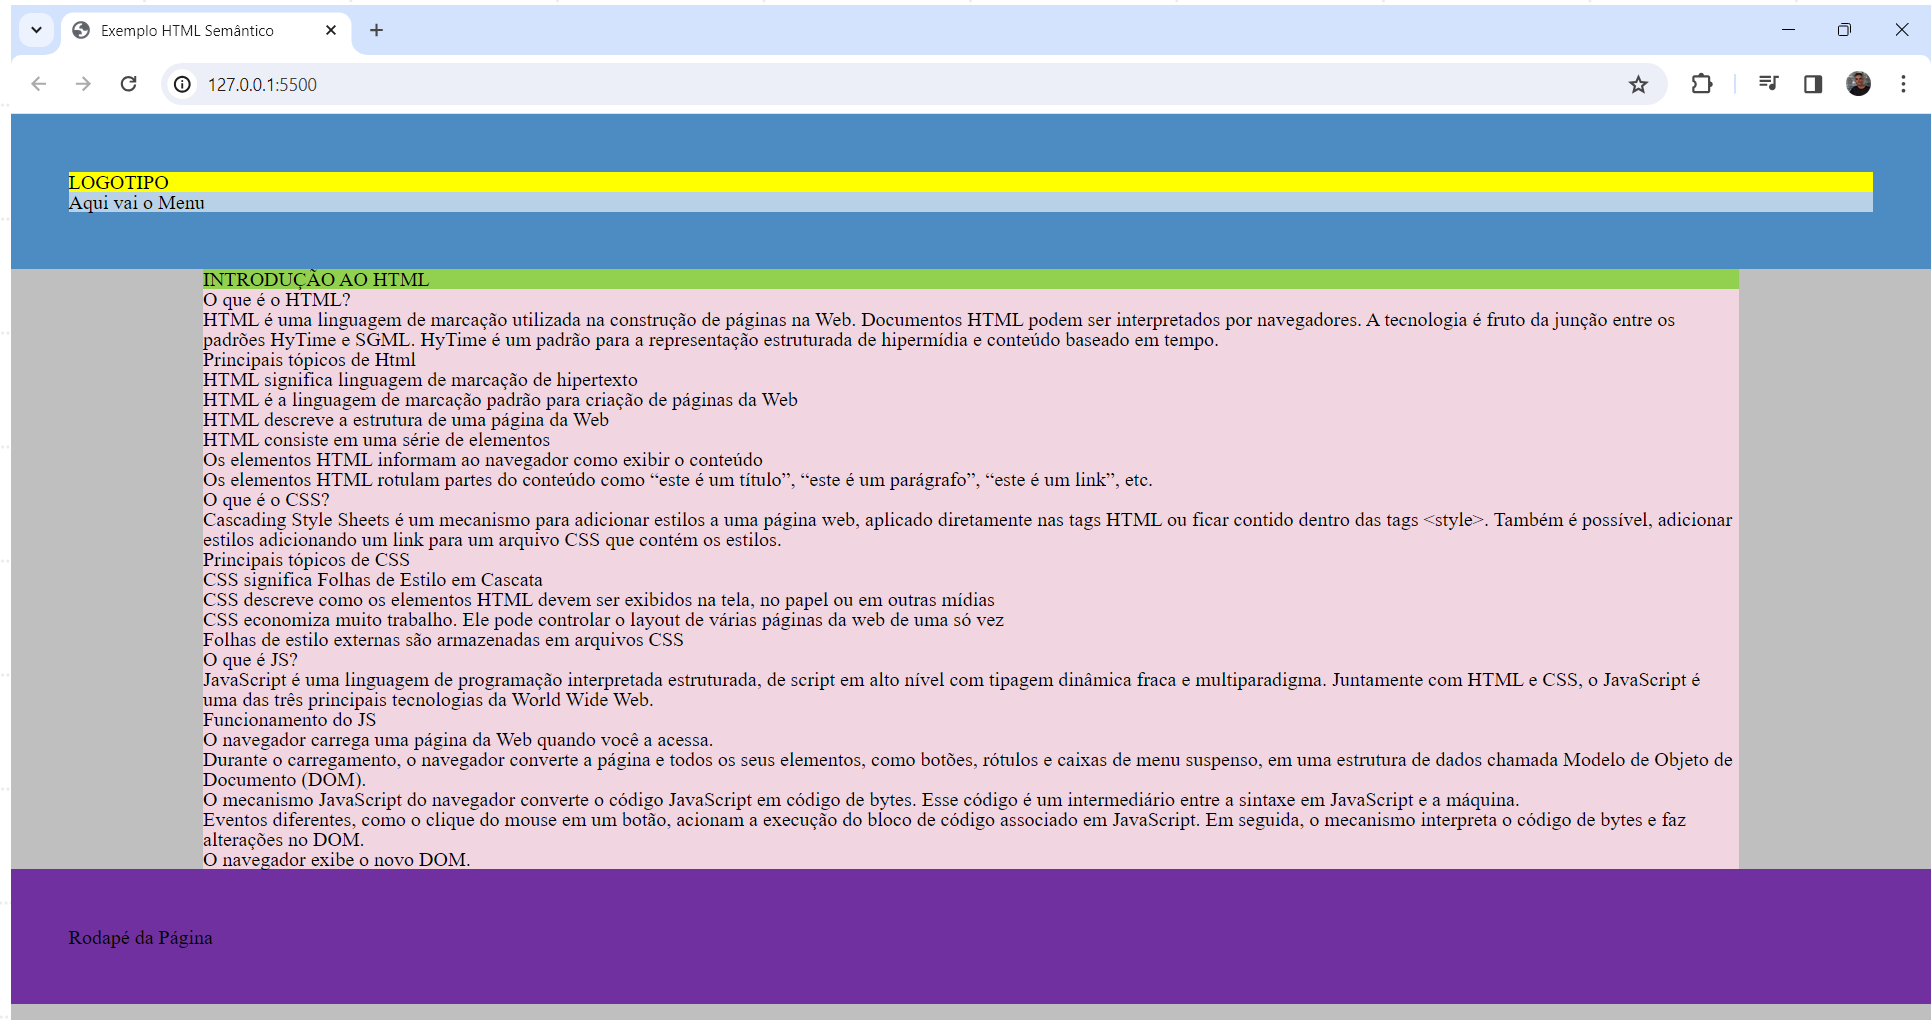 Exemplo HTML Semântico
127.0.0.1:5500
LOGOTIPO
Aqui vai o Menu
INTRODUÇÃO AO HTML
O que é o HTML?
HTML é uma linguagem de marcação utilizada na construção de páginas na Web. Documentos HTML podem ser interpretados por navegadores. A tecnologia é fruto da junção entre os
padrões HyTime e SGML. HyTime é um padrão para a representação estruturada de hipermídia e conteúdo baseado em tempo.
Principais tópicos de Html
HTML significa linguagem de marcação de hipertexto
HTML é a linguagem de marcação padrão para criação de páginas da Web
HTML descreve a estrutura de uma página da Web
HTML consiste em uma série de elementos
Os elementos HTML informam ao navegador como exibir o conteúdo
Os elementos HTML rotulam partes do conteúdo como “este é um título”, “este é um parágrafo”, “este é um link”, etc.
O que é o CSS?
Cascading Style Sheets é um mecanismo para adicionar estilos a uma página web, aplicado diretamente nas tags HTML ou ficar contido dentro das tags <style>. Também é possível, adicionar
estilos adicionando um link para um arquivo CSS que contém os estilos.
Principais tópicos de CSS
CSS significa Folhas de Estilo em Cascata
CSS descreve como os elementos HTML devem ser exibidos na tela, no papel ou em outras mídias
CSS economiza muito trabalho. Ele pode controlar o layout de várias páginas da web de uma só vez
Folhas de estilo externas são armazenadas em arquivos CSS
O que é JS?
JavaScript é uma linguagem de programação interpretada estruturada, de script em alto nível com tipagem dinâmica fraca e multiparadigma. Juntamente com HTML e CSS, o JavaScript é
uma das três principais tecnologias da World Wide Web.
Funcionamento do JS
O navegador carrega uma página da Web quando você a acessa.
Durante o carregamento, o navegador converte a página e todos os seus elementos, como botões, rótulos e caixas de menu suspenso, em uma estrutura de dados chamada Modelo de Objeto de
Documento (DOM).
O mecanismo JavaScript do navegador converte o código JavaScript em código de bytes. Esse código é um intermediário entre a sintaxe em JavaScript e a máquina.
Eventos diferentes, como o clique do mouse em um botão, acionam a execução do bloco de código associado em JavaScript. Em seguida, o mecanismo interpreta o código de bytes e faz
alterações no DOM.
O navegador exibe o novo DOM.
Rodapé da Página